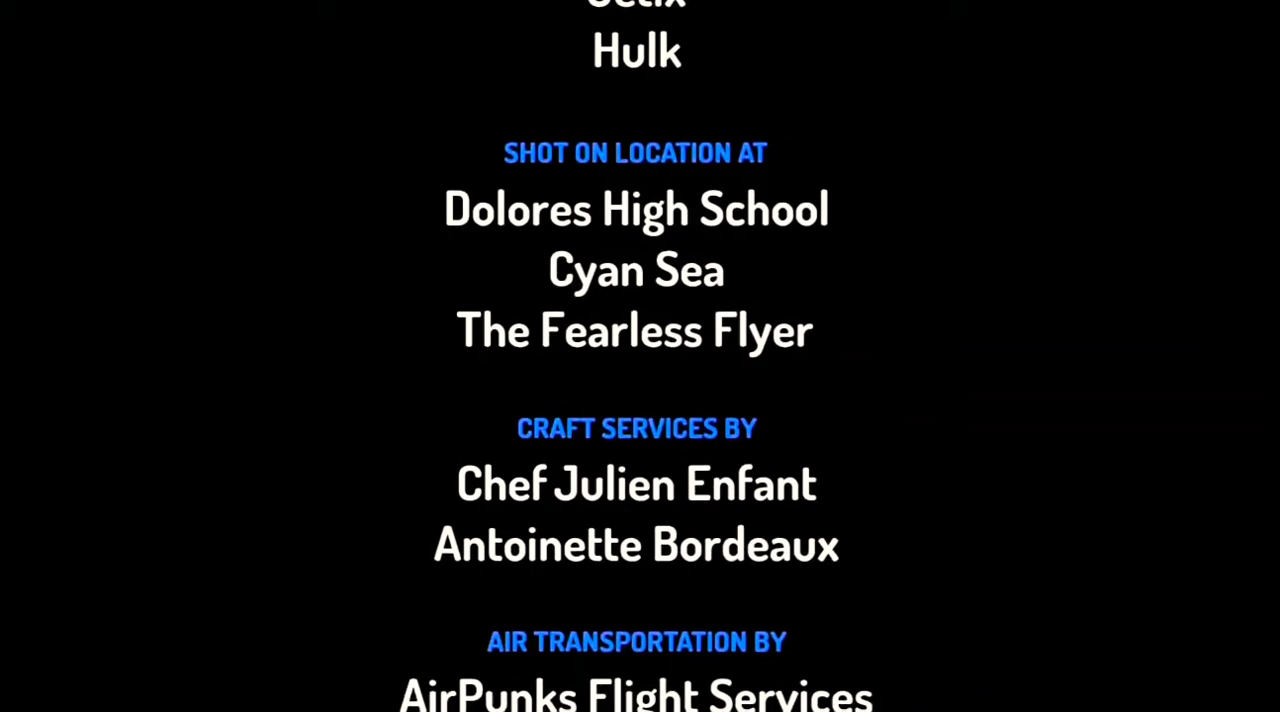 Hulk
SHOT ON LOCATION AT
Dolores High School
Cyan Sea
The Fearless Flyer
CRAFT SERVICES BY
Chef Julien Enfant
Antoinette Bordeaux
AIR TRANSPORTATION BY
AirPunks Flight Services